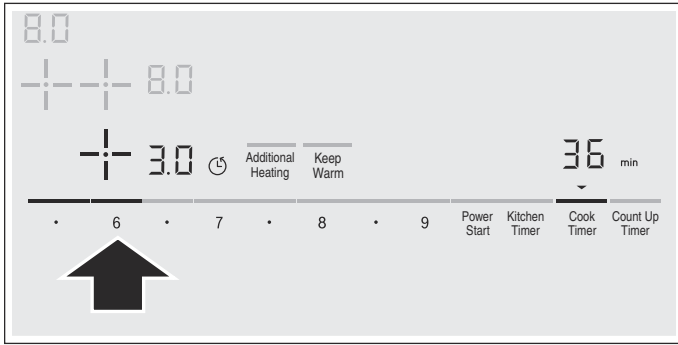 8.0
8.0
3.0 Additional Heating Keep Warm 36 min
· 6 · 7 · 8 · 9 Power Start Kitchen Timer Cook Timer Count Up Timer